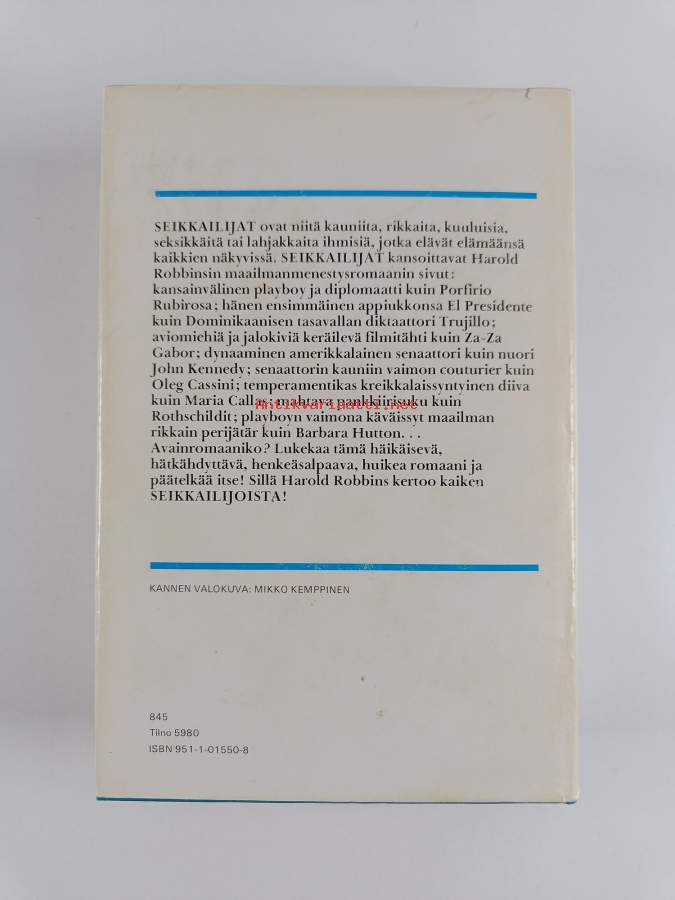 SEIKKAILIJAT ovat niitä kauniita, rikkaita, kuuluisia,
seksikkäitä tai lahjakkaita ihmisiä, jotka elävät elämäänsä
kaikkien näkyvissä. SEIKKAILIJAT kansoittavat Harold
Robbinsin maailmanmenestysromaanin sivut:
kansainvälinen playboy ja diplomaatti kuin Porfirio
Rubirosa; hänen ensimmäinen appiukkonsa El Presidente
kuin Dominikaanisen tasavallan diktaattori Trujillo;
aviomiehiä ja jalokiviä keräilevä filmitähti kuin Za-Za
Gabor; dynaaminen amerikkalainen senaattori kuin nuori
John Kennedy; senaattorin kauniin vaimon couturier kuin
Oleg Cassini; temperamentikas kreikkalaissyntyinen diiva
kuin Maria Callas; mahtava pankkiirisuku kuin
Antikvariaatti.net
Rothschildit; playboyn vaimona käväissyt maailman
rikkain perijätär kuin Barbara Hutton...
Avainromaaniko? Lukekaa tämä häikäisevä,
hätkähdyttävä, henkeäsalpaava, huikea romaani ja
päätelkää itse! Sillä Harold Robbins kertoo kaiken
SEIKKAILIJOISTA!
KANNEN VALOKUVA: MIKKO KEMPPINEN
845
Tilno 5980
ISBN 951-1-01550-8